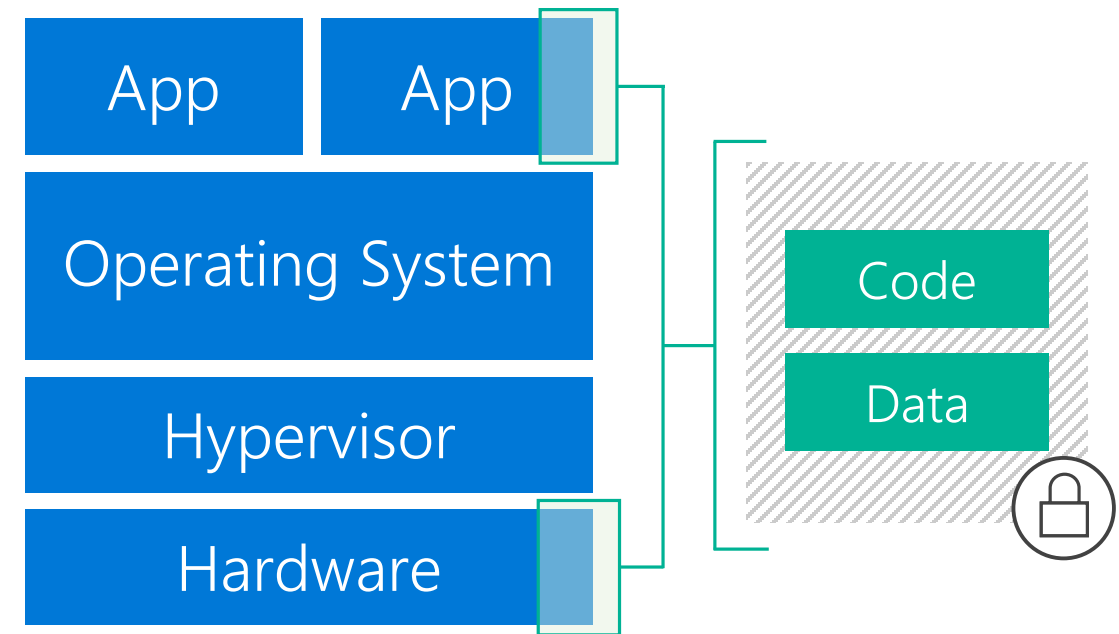 App
App
Operating System
Hypervisor
Hardware
Code
Data